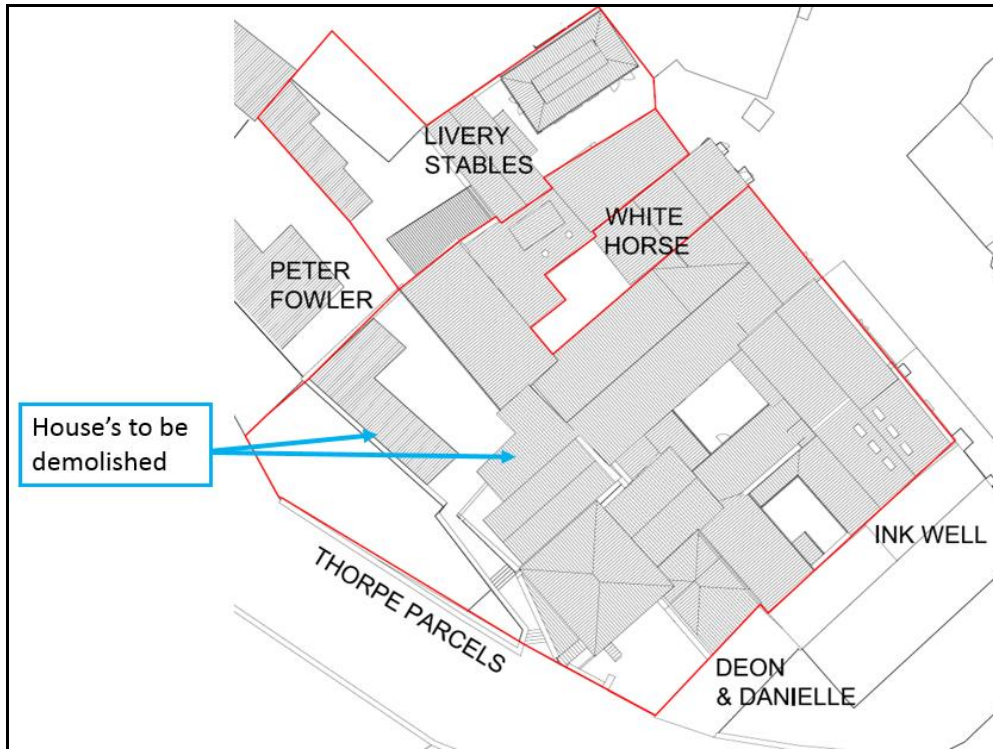 LIVERY
STABLES
WHITE
HORSE
PETER
FOWLER
House's to be
demolished
THORPE PARCELS
INK WELL
DEON
& DANIELLE